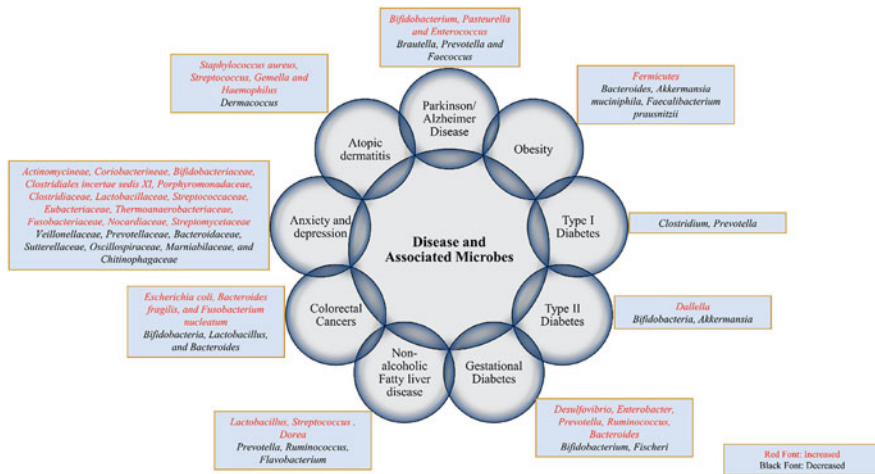 Bifidobacterium, Pasteurella
and Enterococcus
Brautella, Prevotella and
Faecoccus
Staphylococcus aureus,
Streptococcus, Gemella and
Haemophilus
Dermacoccus
Fermicutes
Bacteroides, Akkermansia
muciniphila, Faecalibacterium
prausnitzii
Parkinson/
Alzheimer
Disease
Atopic
dermatitis
Obesity
Actinomycineae, Coriobacterineae, Bifidobacteriaceae,
Clostridiales incertae sedis XI, Porphyromonadaceae,
Clostridiaceae, Lactobacillaceae, Streptococcaceae,
Eubacteriaceae, Thermoanaerobacteriaceae,
Fusobacteriaceae, Nocardiaceae, Streptomycetaceae
Veillonellaceae, Prevotellaceae, Bacteroidaceae,
Sutterellaceae, Oscillospiraceae, Marniabilaceae, and
Chitinophagaceae
Anxiety and
depression
Type I
Diabetes
Clostridium, Prevotella
Disease and
Associated Microbes
Escherichia coli, Bacteroides
fragilis, and Fusobacterium
nucleatum
Bifidobacteria, Lactobacillus,
and Bacteroides
Colorectal
Cancers
Type II
Diabetes
Dallella
Bifidobacteria, Akkermansia
Non-
alcoholic
Fatty liver
disease
Gestational
Diabetes
Lactobacillus, Streptococcus ,
Dorea
Prevotella, Ruminococcus,
Flavobacterium
Desulfovibrio, Enterobacter,
Prevotella, Ruminococcus,
Bacteroides
Bifidobacterium, Fischeri
Red Font: Increased
Black Font: Decreased